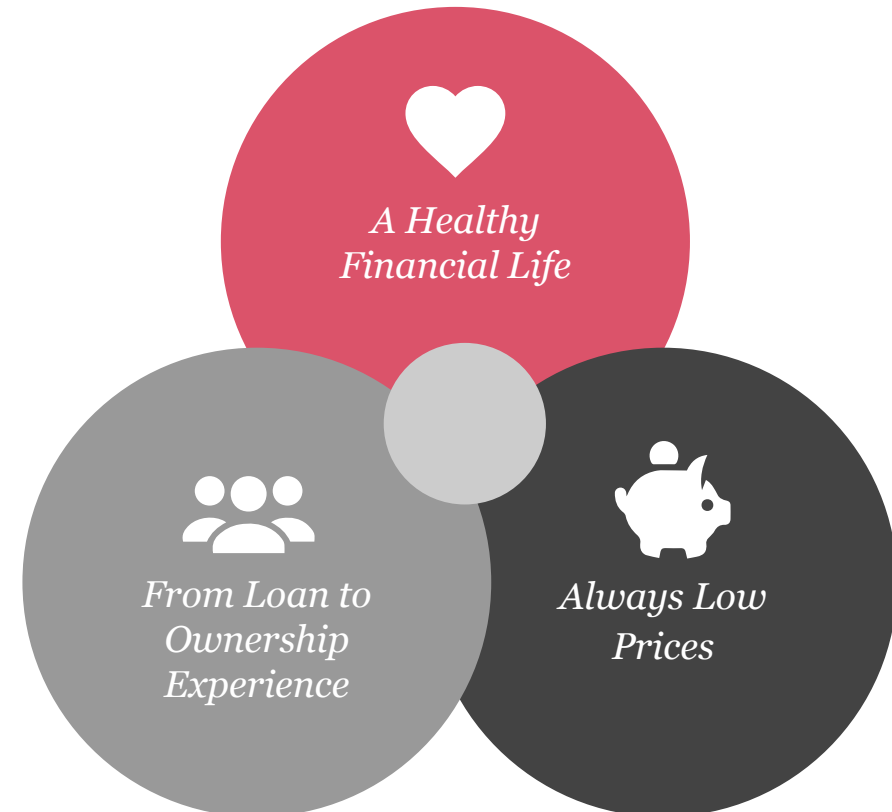 A Healthy
Financial Life
From Loan to
Ownership
Experience
Always Low
Prices